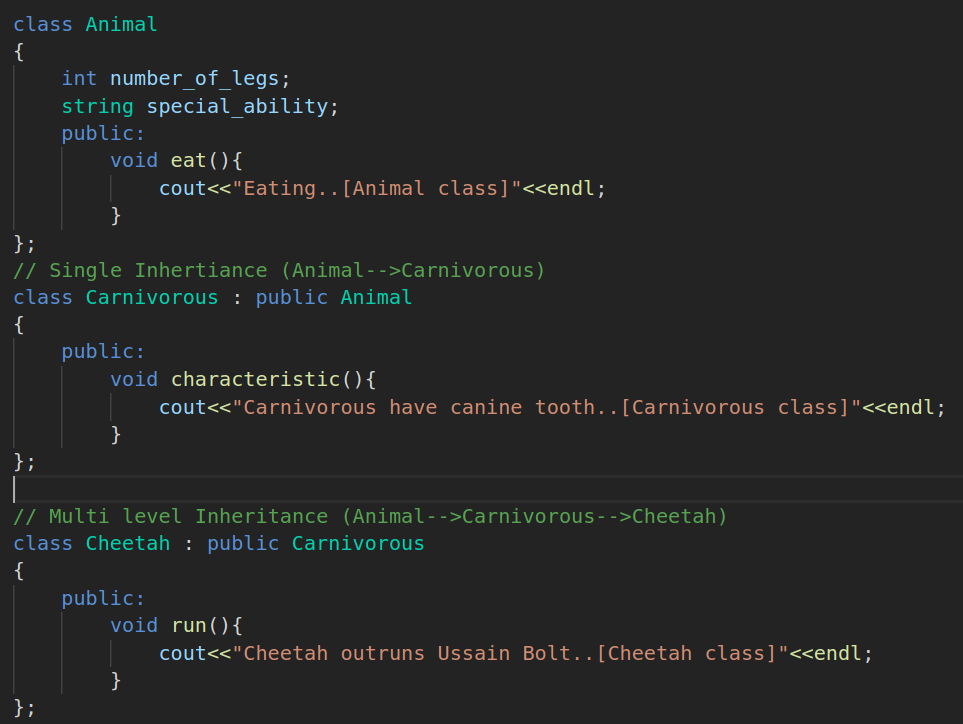 class Animal
{
    int number_of_legs;
    string special_ability;
    public:
        void eat(){
            cout<<"Eating..[Animal class]"<<endl;
        }
};
// Single Inhertiance (Animal-->Carnivorous)
class Carnivorous : public Animal
{
    public:
        void characteristic(){
            cout<<"Carnivorous have canine tooth..[Carnivorous class]"<<endl;
        }
};

// Multi level Inheritance (Animal-->Carnivorous-->Cheetah)
class Cheetah : public Carnivorous
{
    public:
        void run(){
            cout<<"Cheetah outruns Ussain Bolt..[Cheetah class]"<<endl;
        }
};